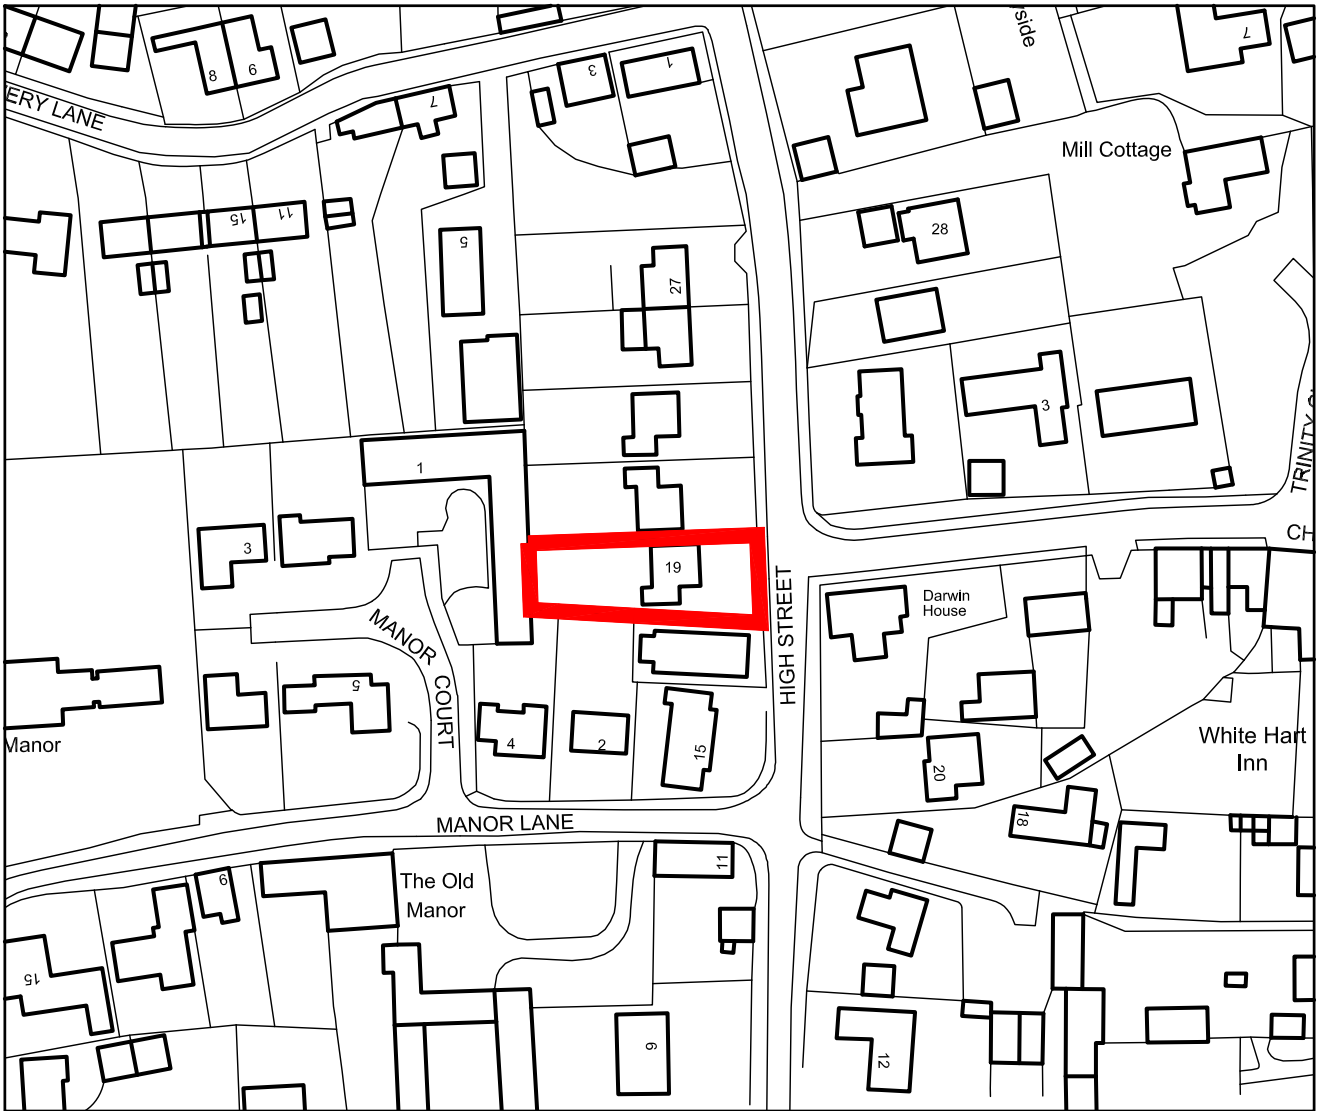 8
6
7
3
1
yside
7
ERY LANE
Mill Cottage
15
11
5
27
28
3
1
TRINITY
CH
3
19
HIGH STREET
Darwin
House
MANOR
COURT
5
Manor
4
2
15
20
White Hart
Inn
18
MANOR LANE
11
The Old
Manor
9
15
6
12